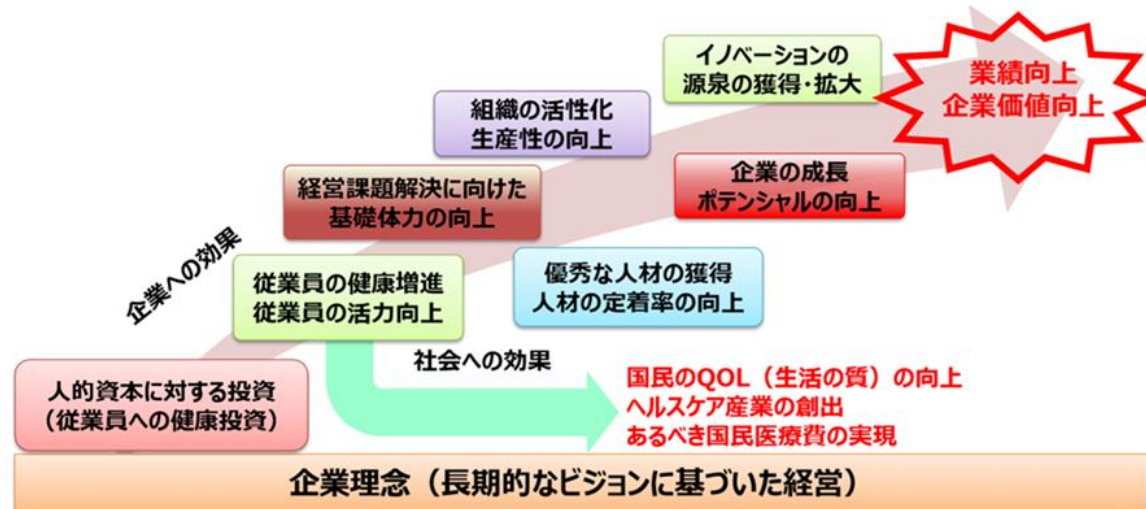 イノベーションの
源泉の獲得・拡大
業績向上
企業価値向上
組織の活性化
生産性の向上
企業の成長
ポテンシャルの向上
経営課題解決に向けた
基礎体力の向上
企業への効果
従業員の健康増進
従業員の活力向上
優秀な人材の獲得
人材の定着率の向上
社会への効果
人的資本に対する投資
（従業員への健康投資）
国民のQOL（生活の質）の向上
ヘルスケア産業の創出
あるべき国民医療費の実現
企業理念（長期的なビジョンに基づいた経営）